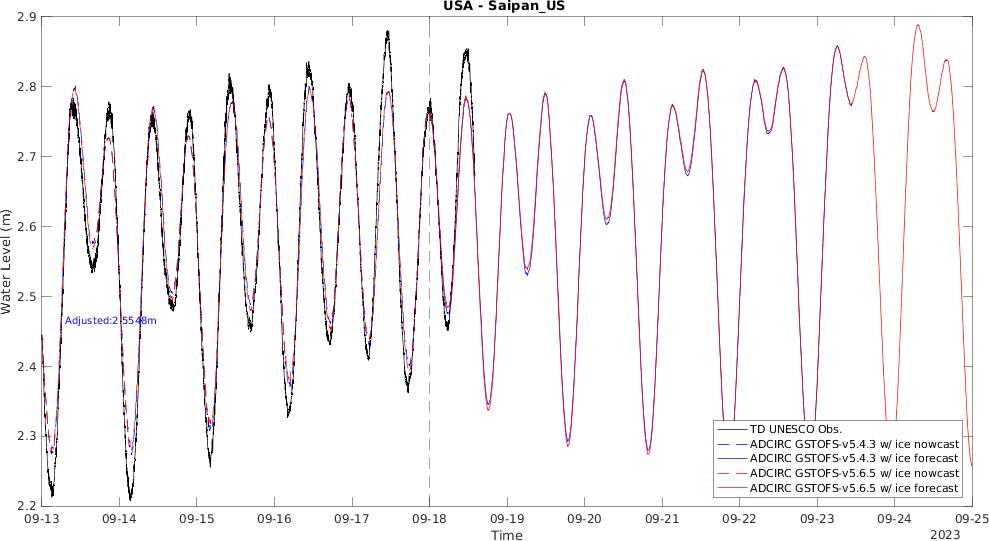 USA - Saipan_US
2.9
2.8
2.7
2.6
2.5
2.4
2.3
2.2
Water Level (m)
Adjusted:2.5548m
TD UNESCO Obs.
ADCIRC GSTOFS-v5.4.3 w/ ice nowcast
ADCIRC GSTOFS-v5.4.3 w/ ice forecast
ADCIRC GSTOFS-v5.6.5 w/ ice nowcast
ADCIRC GSTOFS-v5.6.5 w/ ice forecast
09-13 09-14 09-15 09-16 09-17 09-18 09-19 09-20 09-21 09-22 09-23 09-24 09-25
Time
2023